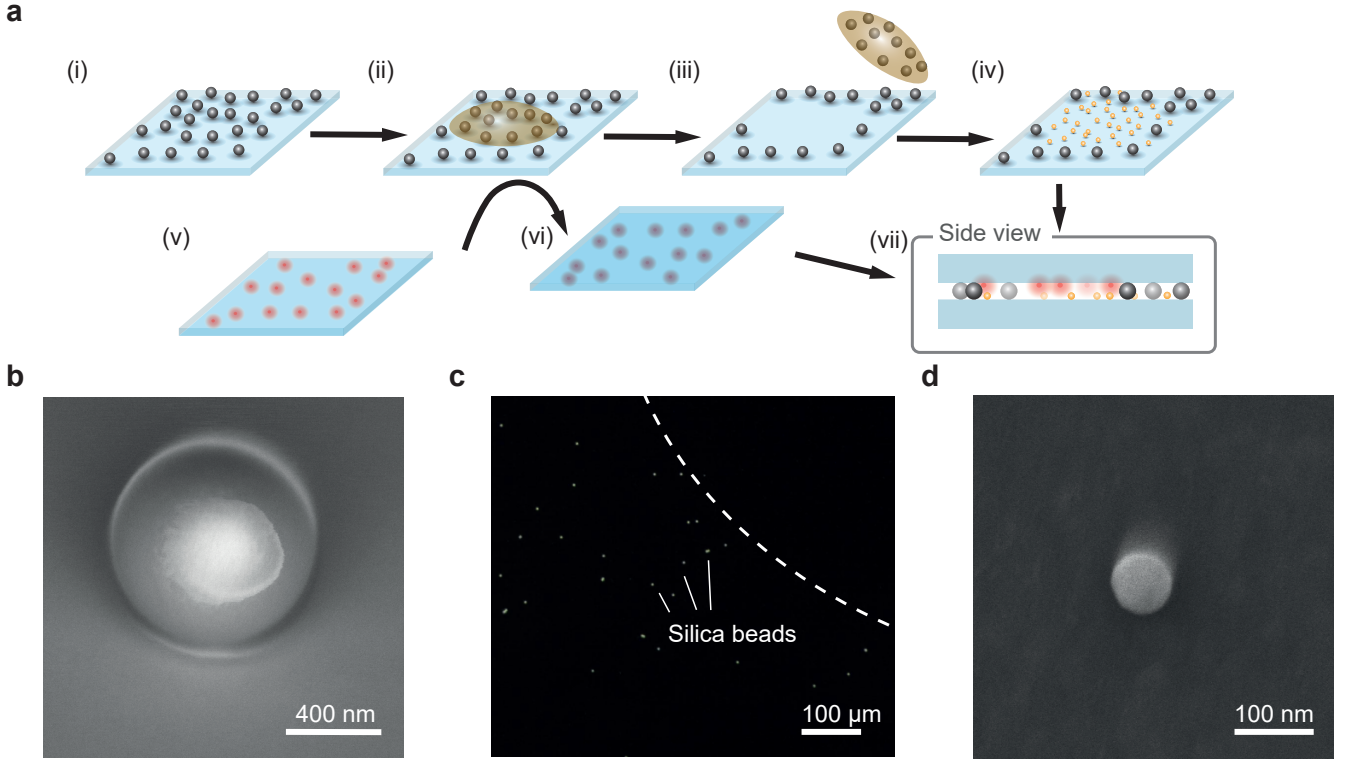 a
(i)
(ii)
(iii)
(iv)
(v)
(vi)
(vii)
Side view
b
c
d
400 nm
Silica beads
100 µm
100 nm